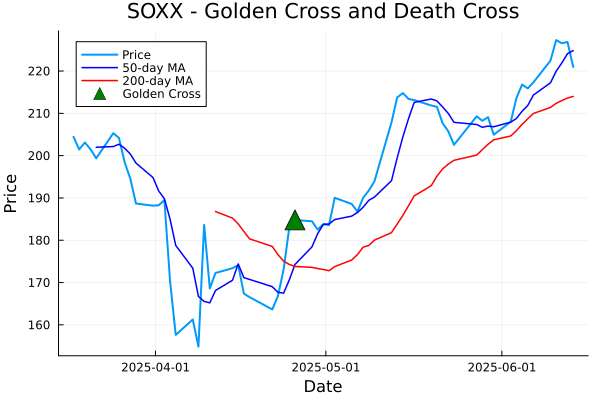 SOXX - Golden Cross and Death Cross
Price
50-day MA
200-day MA
Golden Cross
220
210
200
190
180
170
160
Price
2025-04-01
2025-05-01
2025-06-01
Date